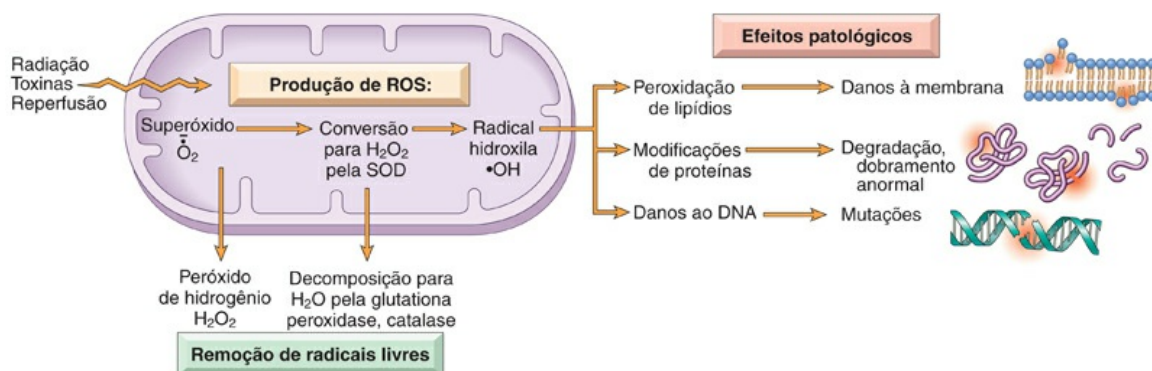 Efeitos patológicos
Radiação
Toxinas
Reperfusão
Produção de ROS:
Superóxido
Ō̇₂
Conversão
para H₂O₂
pela SOD
Radical
hidroxila
•OH
Peroxidação
de lipídios
Danos à membrana
Modificações
de proteínas
Degradação,
dobramento
anormal
Danos ao DNA
Mutações
Peróxido
de hidrogênio
H₂O₂
Decomposição para
H₂O pela glutationa
peroxidase, catalase
Remoção de radicais livres